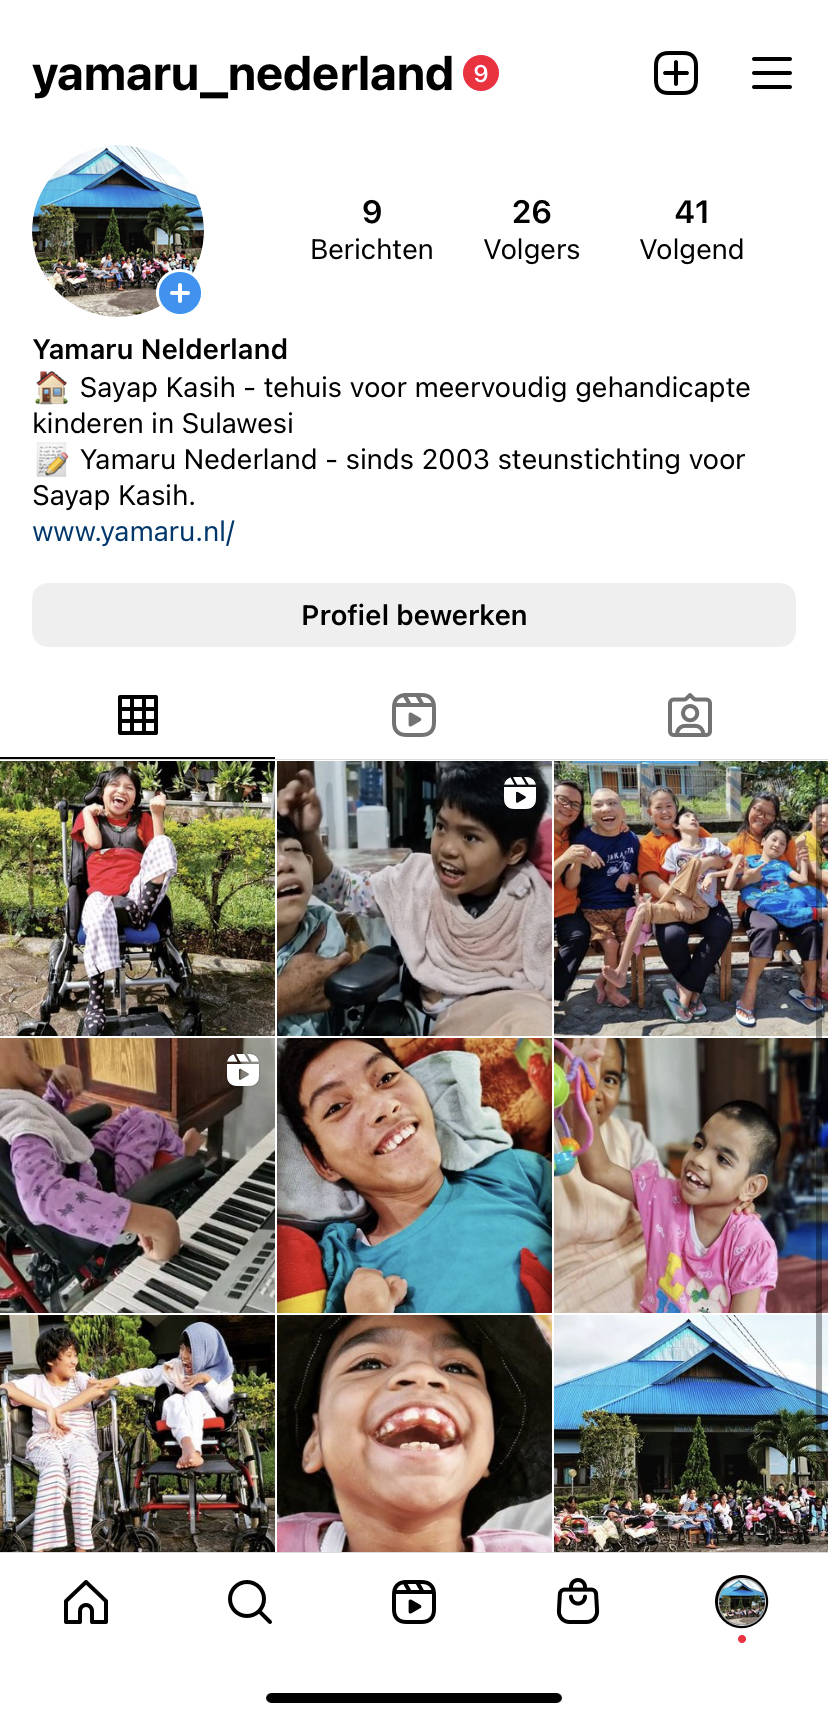 yamaru_nederland 9
9 26 41
Berichten Volgers Volgend
Yamaru Nelderland
Sayap Kasih - tehuis voor meervoudig gehandicapte
kinderen in Sulawesi
Yamaru Nederland - sinds 2003 steunstichting voor
Sayap Kasih.
www.yamaru.nl/
Profiel bewerken
JAKARTA